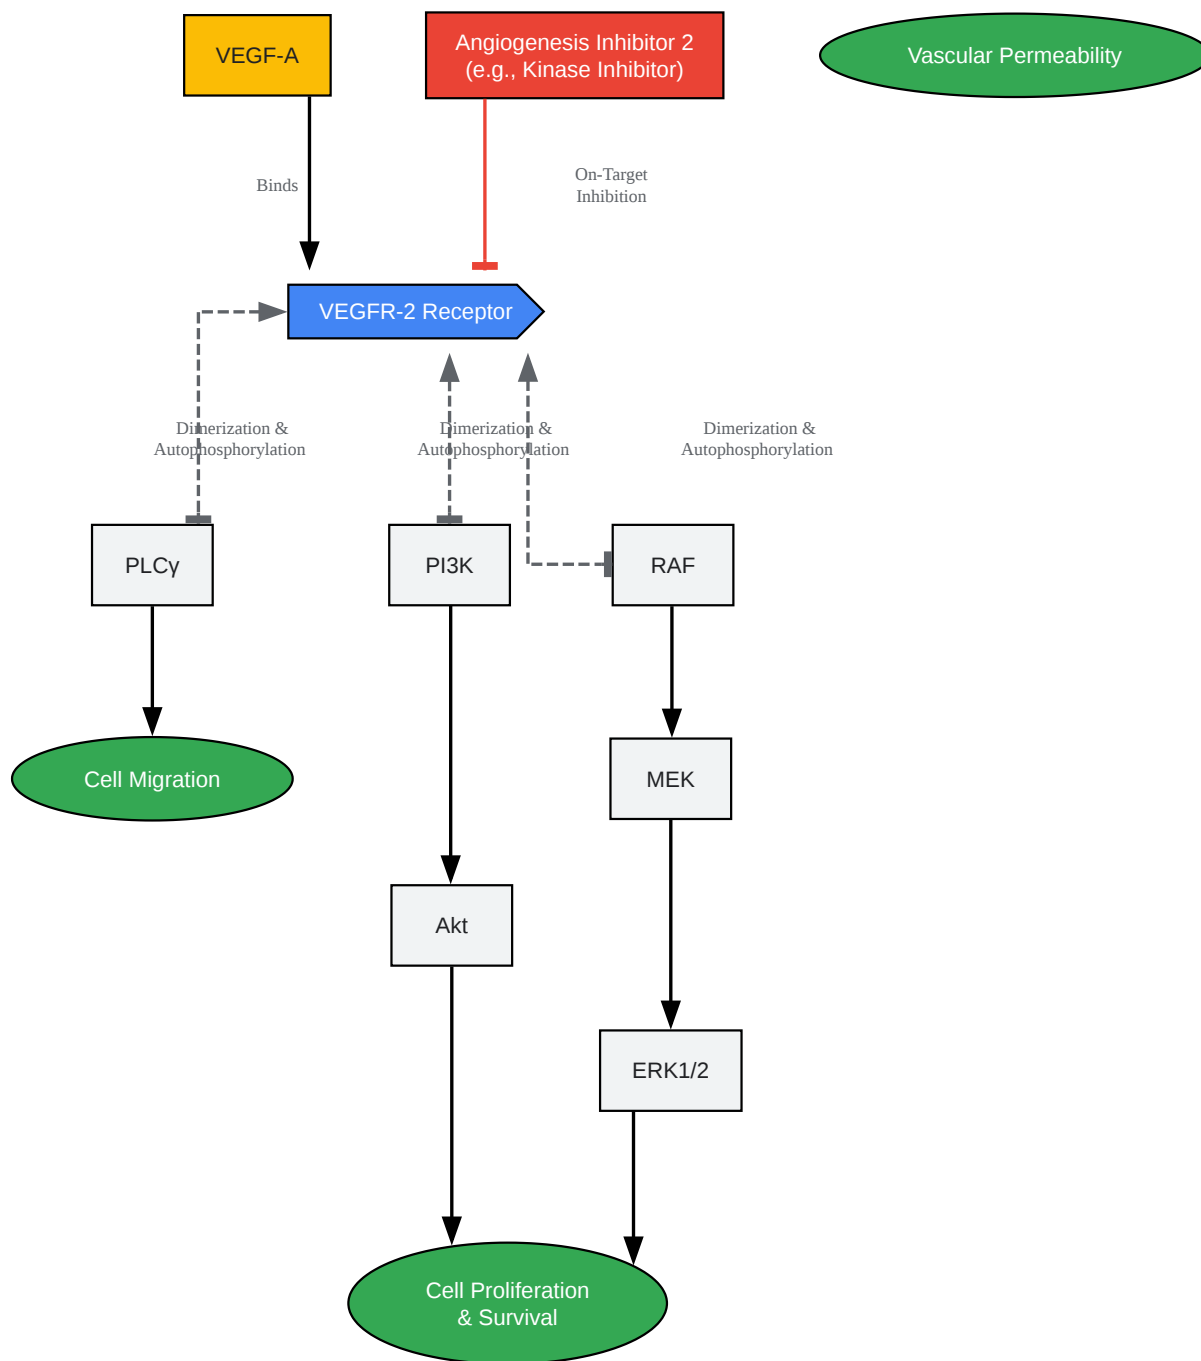 VEGF-A
Angiogenesis Inhibitor 2
(e.g., Kinase Inhibitor)
Vascular Permeability
Binds
On-Target
Inhibition
VEGFR-2 Receptor
Dimerization &
Autophosphorylation
Dimerization &
Autophosphorylation
Dimerization &
Autophosphorylation
PLCγ
PI3K
RAF
Cell Migration
MEK
Akt
ERK1/2
Cell Proliferation
& Survival